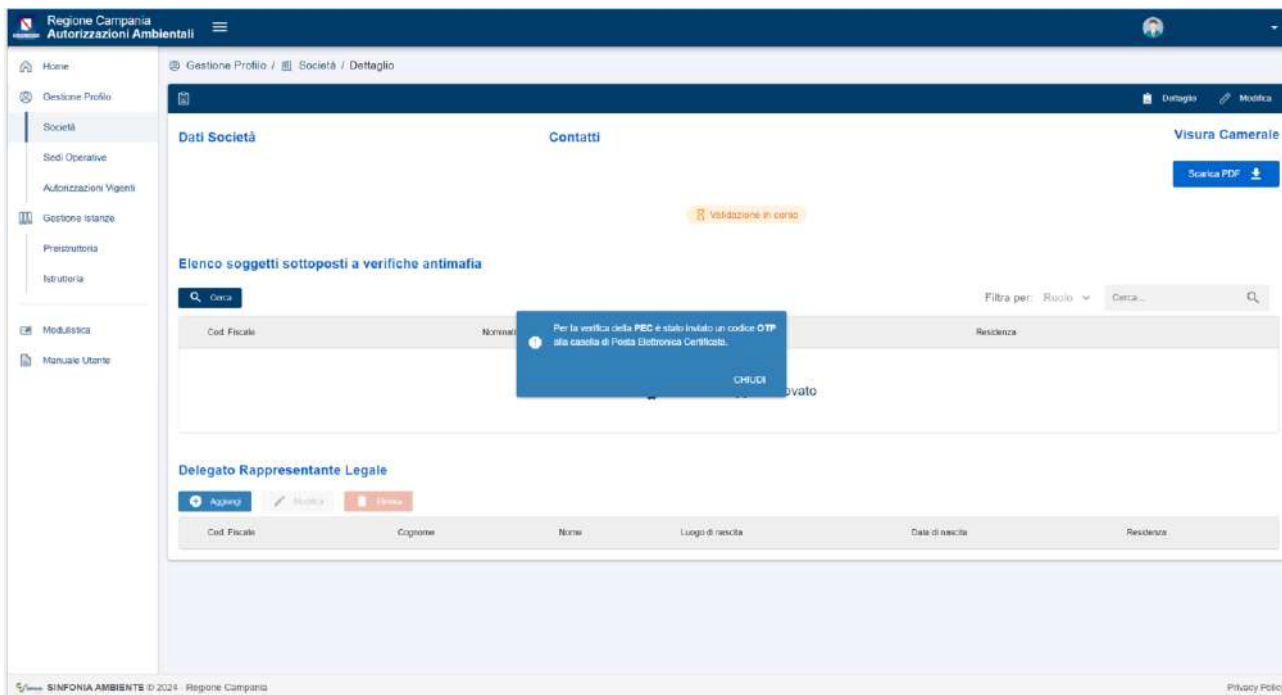 Regione Campania
Autorizzazioni Ambientali
Home
Gestione Profilo / Società / Dettaglio
Gestione Profilo
Dettaglio Modifica
Società
Dati Società Contatti Visura Camerale
Sedi Operative
Scarica PDF
Autorizzazioni Vigenti
Gestione Istanze
Validazione in corso
Preistruttoria
Elenco soggetti sottoposti a verifiche antimafia
Istruttoria
Cerca Filtra per: Ruolo Cerca...
Modulistica
Cod. Fiscale Residenza
Per la verifica della PEC è stato inviato un codice OTP
alla casella di Posta Elettronica Certificata.
Manuale Utente
CHIUDI
ovato
Delegato Rappresentante Legale
Aggiungi Modifica Elimina
Cod. Fiscale Cognome Nome Luogo di nascita Data di nascita Residenza
SINFONIA AMBIENTE © 2024 - Regione Campania Privacy Policy